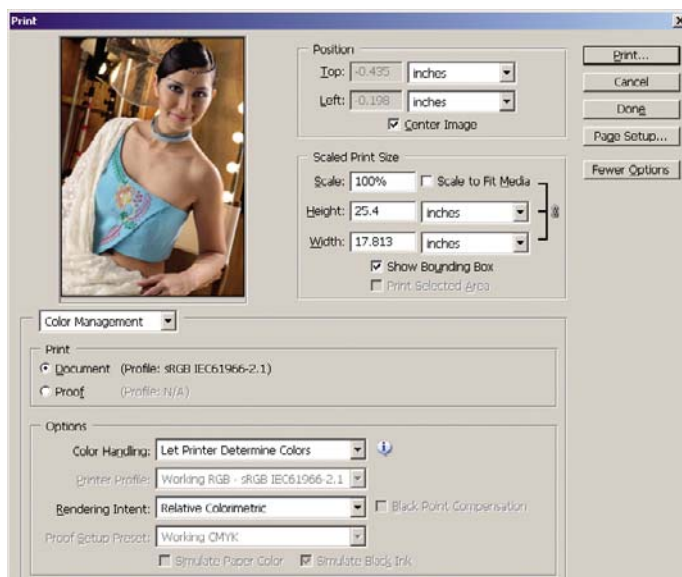 Print
Position
Top: -0.435 inches
Left: -0.198 inches
Center Image
Print...
Cancel
Done
Page Setup...
Fewer Options
Scaled Print Size
Scale: 100% Scale to Fit Media
Height: 25.4 inches
Width: 17.813 inches
Show Bounding Box
Print Selected Area
Color Management
Print
Document (Profile: sRGB IEC61966-2.1)
Proof (Profile: N/A)
Options
Color Handling: Let Printer Determine Colors
Printer Profile: Working RGB - sRGB IEC61966-2.1
Rendering Intent: Relative Colorimetric Black Point Compensation
Proof Setup Preset: Working CMYK
Simulate Paper Color Simulate Black Ink